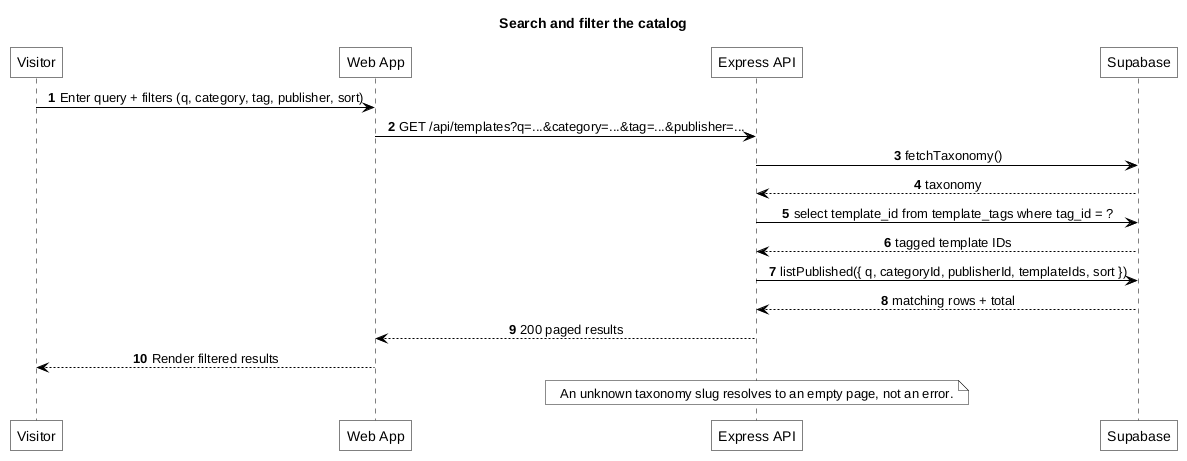 Search and filter the catalog
Visitor
Web App
Express API
Supabase
1 Enter query + filters (q, category, tag, publisher, sort)
2 GET /api/templates?q=...&category=...&tag=...&publisher=...
3 fetchTaxonomy()
4 taxonomy
5 select template_id from template_tags where tag_id = ?
6 tagged template IDs
7 listPublished({ q, categoryId, publisherId, templateIds, sort })
8 matching rows + total
9 200 paged results
10 Render filtered results
An unknown taxonomy slug resolves to an empty page, not an error.
Visitor
Web App
Express API
Supabase